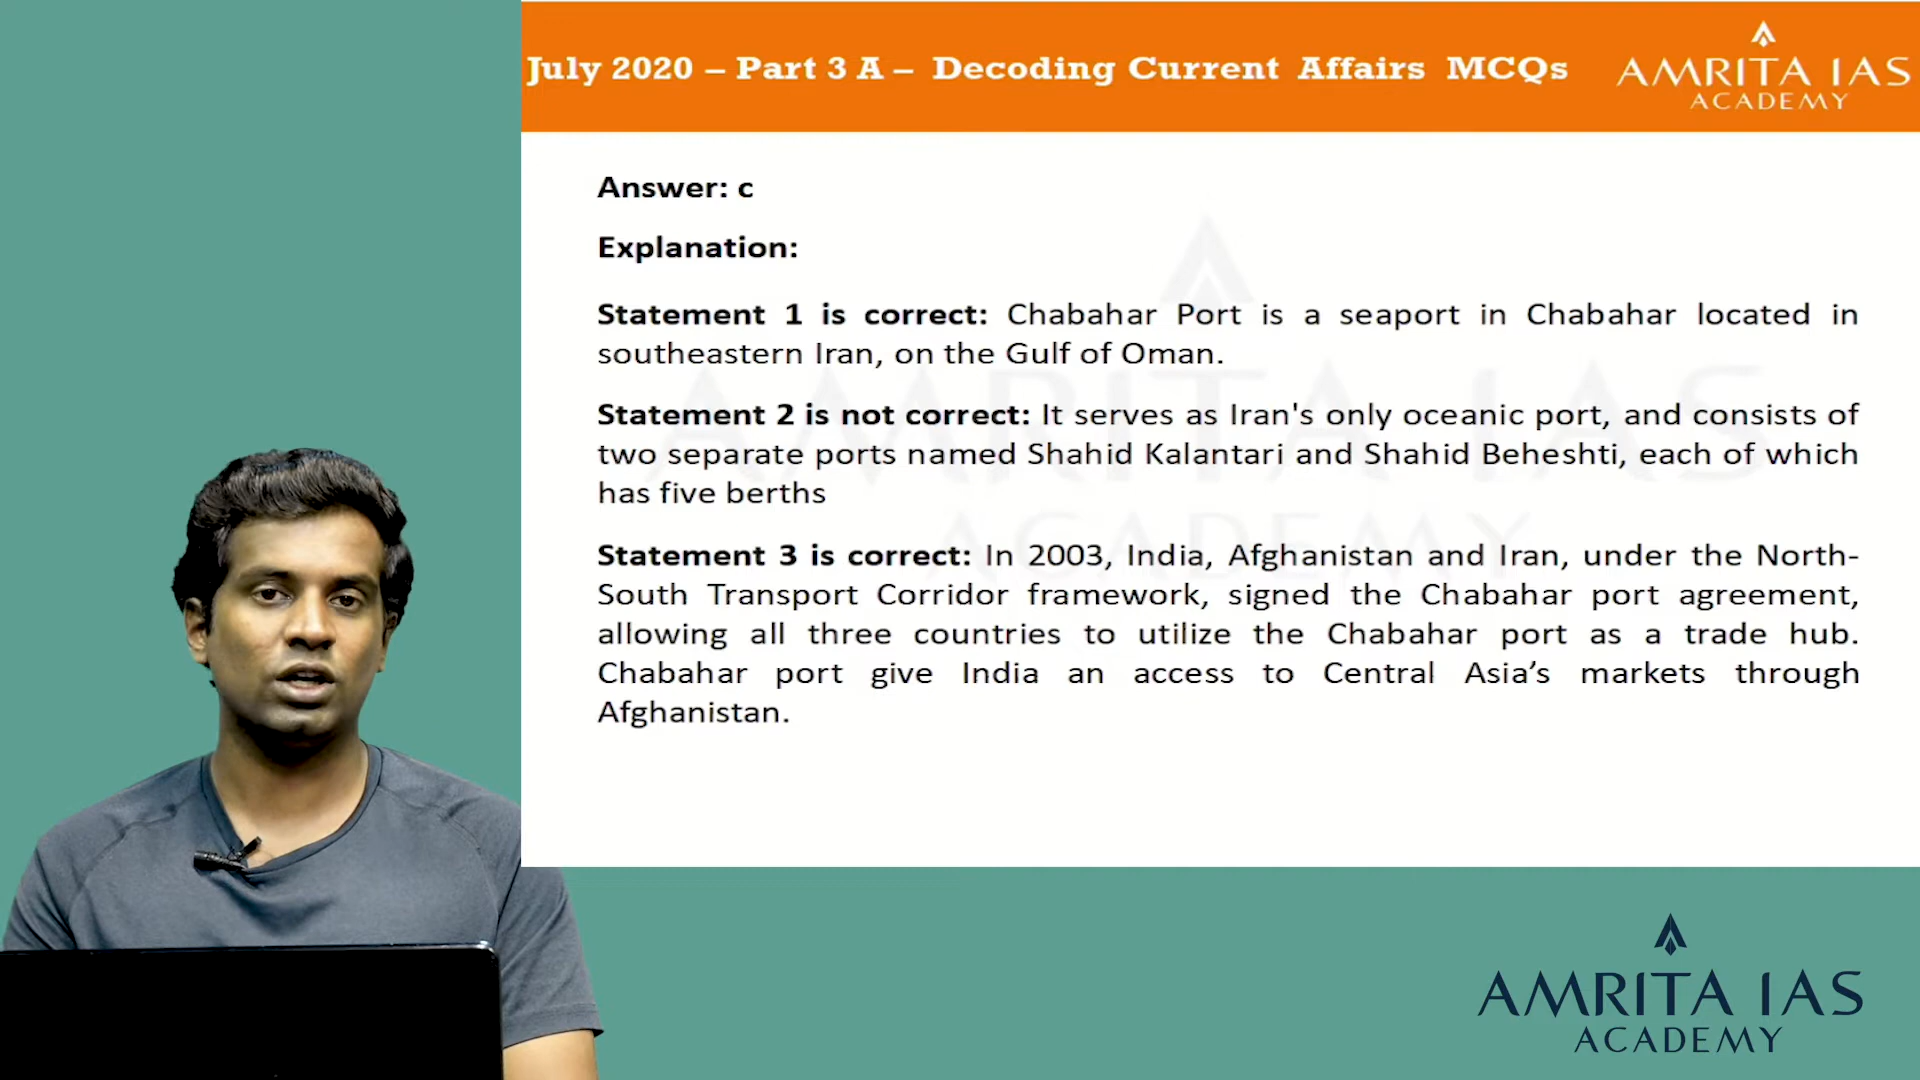 July 2020 – Part 3 A – Decoding Current Affairs MCQs
AMRITA IAS
ACADEMY
Answer: c
Explanation:
Statement 1 is correct: Chabahar Port is a seaport in Chabahar located in
southeastern Iran, on the Gulf of Oman.
Statement 2 is not correct: It serves as Iran's only oceanic port, and consists of
two separate ports named Shahid Kalantari and Shahid Beheshti, each of which
has five berths
Statement 3 is correct: In 2003, India, Afghanistan and Iran, under the North-
South Transport Corridor framework, signed the Chabahar port agreement,
allowing all three countries to utilize the Chabahar port as a trade hub.
Chabahar port give India an access to Central Asia’s markets through
Afghanistan.
AMRITA IAS
ACADEMY
AMRITA IAS
ACADEMY